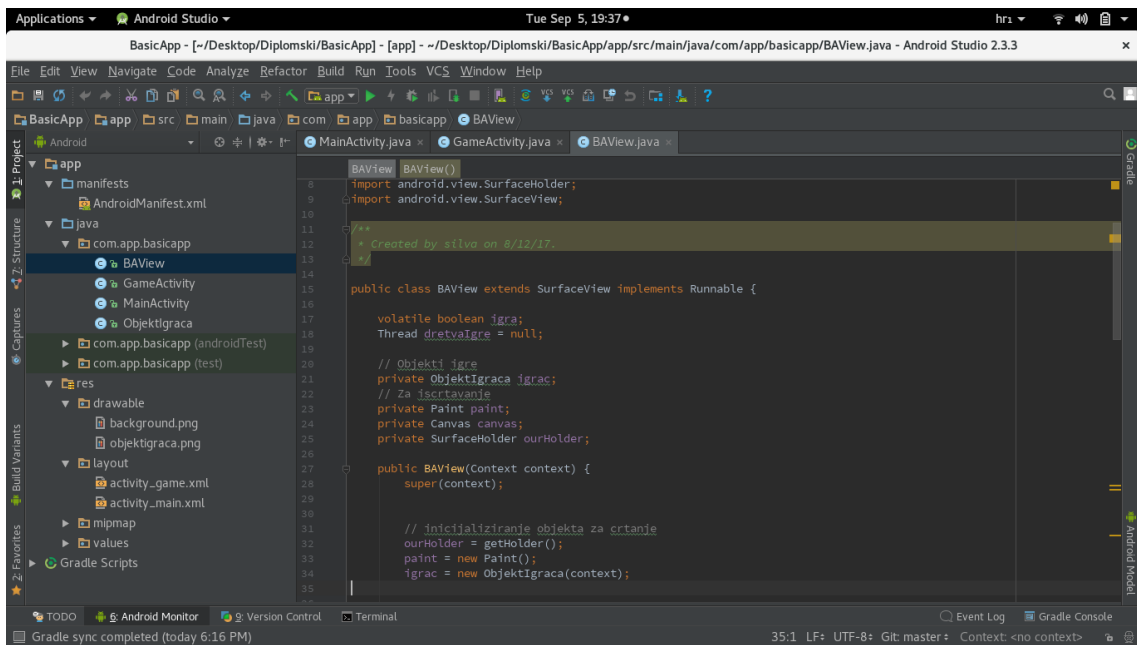 Applications Android Studio Tue Sep 5, 19:37 hr₁
BasicApp - [~/Desktop/Diplomski/BasicApp] - [app] - ~/Desktop/Diplomski/BasicApp/app/src/main/java/com/app/basicapp/BAView.java - Android Studio 2.3.3
File Edit View Navigate Code Analyze Refactor Build Run Tools VCS Window Help
app VCS VCS
BasicApp app src main java com app basicapp BAView
Android MainActivity.java GameActivity.java BAView.java
1: Project
Z: Structure
Captures
Build Variants
2: Favorites
app
manifests
AndroidManifest.xml
java
com.app.basicapp
BAView
GameActivity
MainActivity
ObjektIgraca
com.app.basicapp (androidTest)
com.app.basicapp (test)
res
drawable
background.png
objektigraca.png
layout
activity_game.xml
activity_main.xml
mipmap
values
Gradle Scripts
BAView BAView()
8 import android.view.SurfaceHolder;
9 import android.view.SurfaceView;
10
11 /**
12 * Created by silva on 8/12/17.
13 */
14
15 public class BAView extends SurfaceView implements Runnable {
16
17 volatile boolean igra;
18 Thread dretvaIgre = null;
19
20 // Objekti igre
21 private ObjektIgraca igrac;
22 // Za iscrtavanje
23 private Paint paint;
24 private Canvas canvas;
25 private SurfaceHolder ourHolder;
26
27 public BAView(Context context) {
28 super(context);
29
30
31 // inicijaliziranje objekta za crtanje
32 ourHolder = getHolder();
33 paint = new Paint();
34 igrac = new ObjektIgraca(context);
35
Gradle
Android Model
TODO 6: Android Monitor 9: Version Control Terminal Event Log Gradle Console
Gradle sync completed (today 6:16 PM) 35:1 LF÷ UTF-8÷ Git: master÷ Context: <no context>